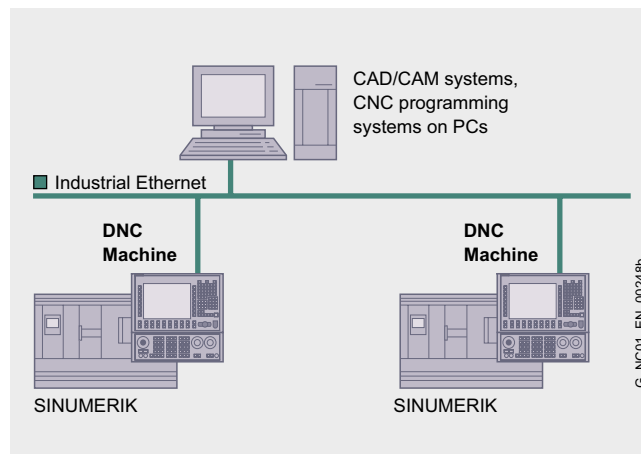 CAD/CAM systems,
CNC programming
systems on PCs
Industrial Ethernet
DNC
Machine
DNC
Machine
SINUMERIK
SINUMERIK
G_NC01_EN_00248b